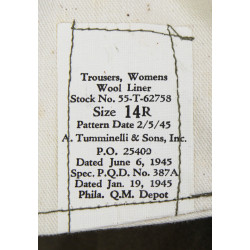 Trousers, Womens
Wool Liner
Stock No. 55-T-62758
Size 14R
Pattern Date 2/5/45
A. Tumminelli & Sons, Inc.
P.O. 25400
Dated June 6, 1945
Spec. P.Q.D. No. 387A
Dated Jan. 19, 1945
Phila. Q.M. Depot